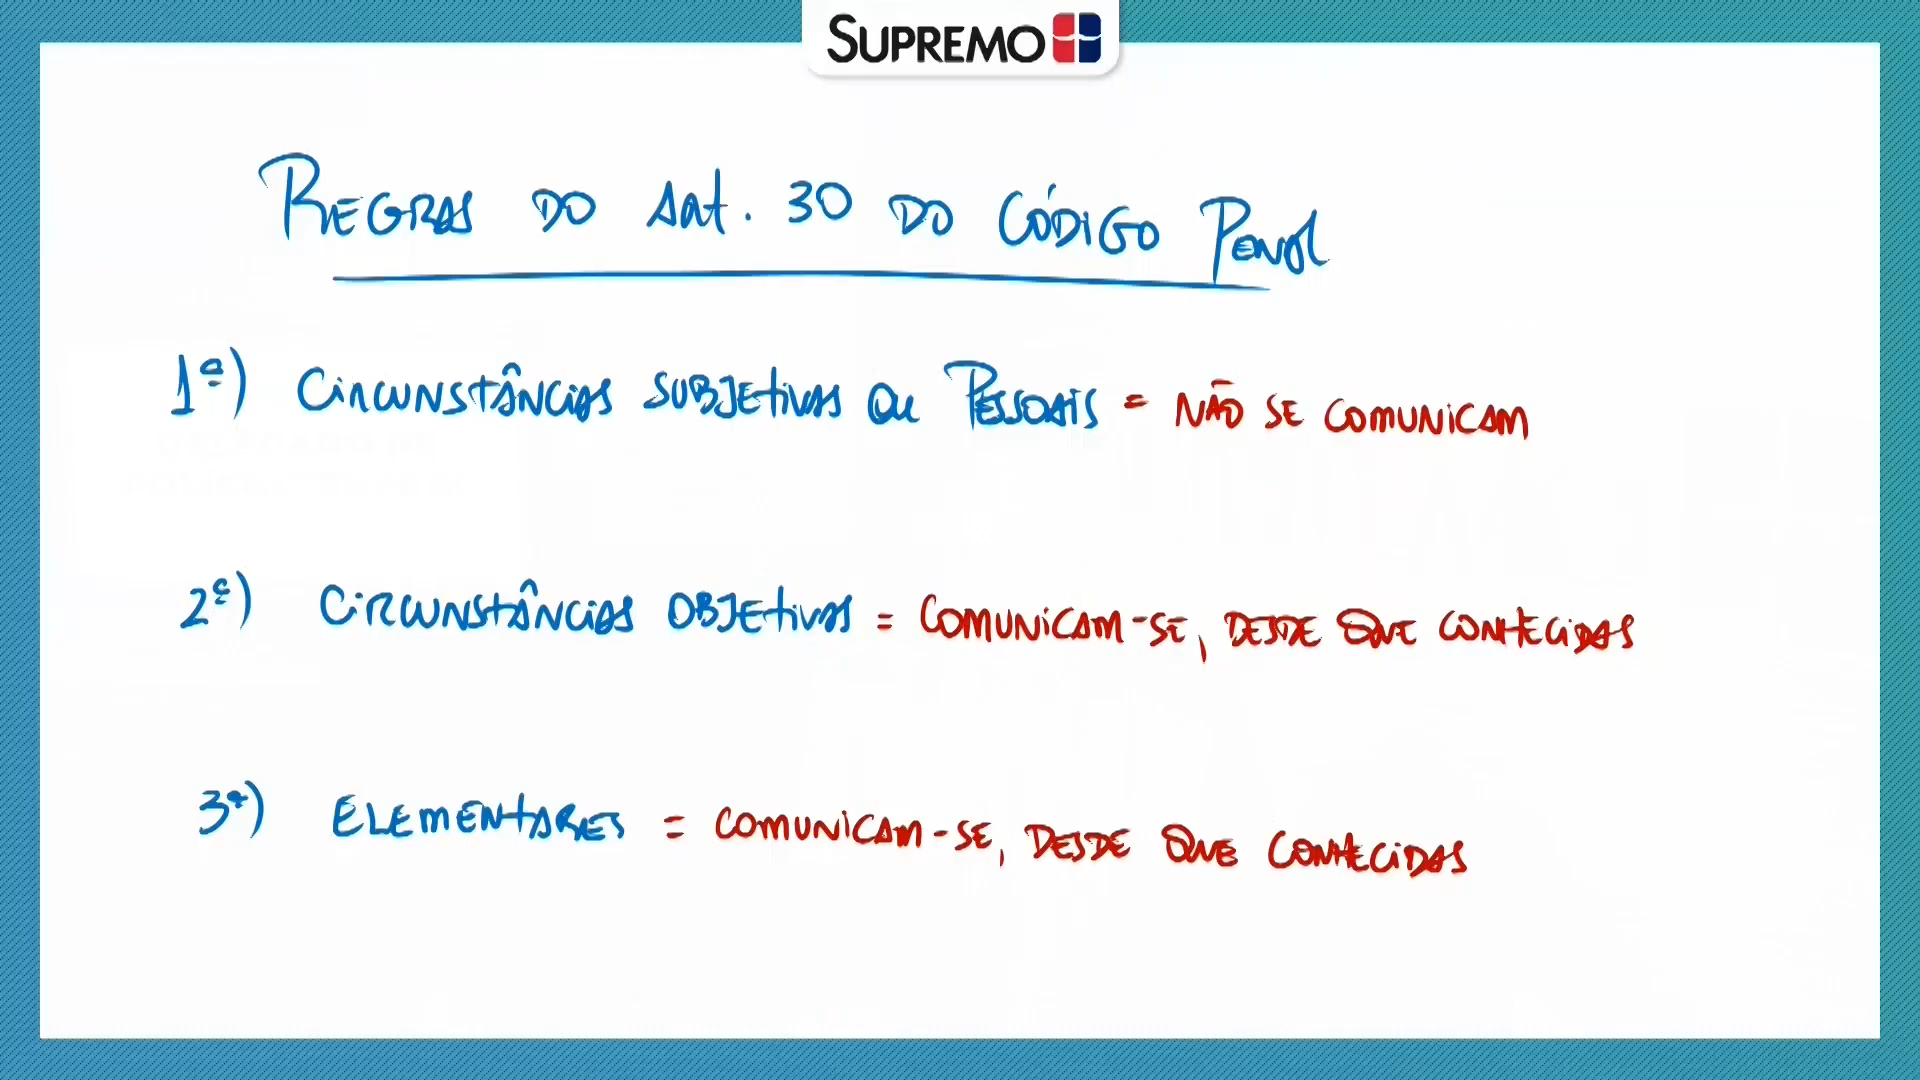 SUPREMO
REGRAS DO Art. 30 DO CÓDIGO PENAL
1ª) CIRCUNSTÂNCIAS SUBJETIVAS OU PESSOAIS = NÃO SE COMUNICAM
2ª) CIRCUNSTÂNCIAS OBJETIVAS = COMUNICAM-SE, DESDE QUE CONHECIDAS
3ª) ELEMENTARES = COMUNICAM-SE, DESDE QUE CONHECIDAS